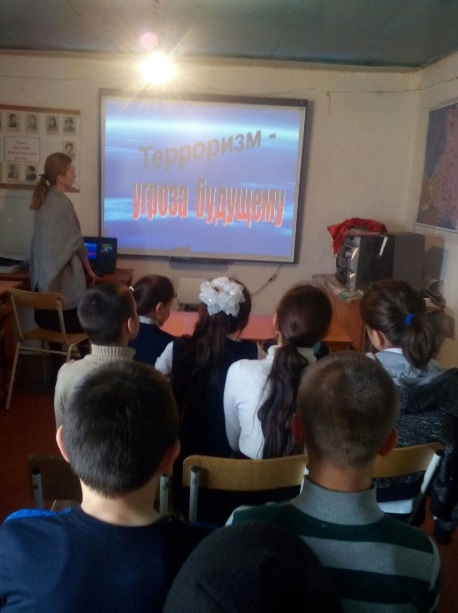 Терроризм -
угроза будущему